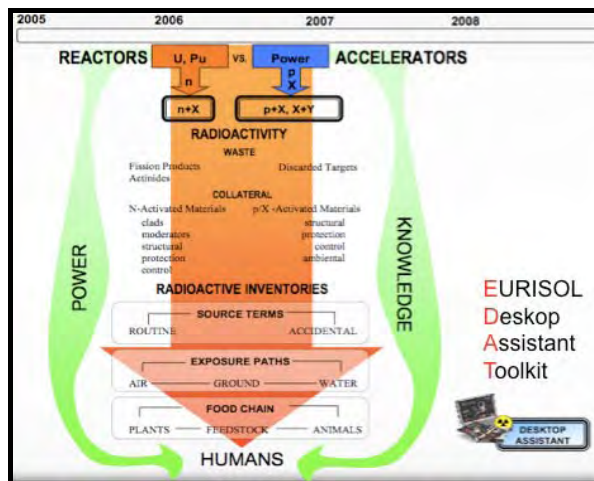 2005 2006 2007 2008
REACTORS U, Pu vs. Power ACCELERATORS
n p
X
n+X p+X, X+Y
RADIOACTIVITY
WASTE
Fission Products Discarded Targets
Actinides
COLLATERAL
N-Activated Materials p/X -Activated Materials
clads structural
moderators protection
structural control
protection ambiental
control
POWER
KNOWLEDGE
RADIOACTIVE INVENTORIES
SOURCE TERMS
ROUTINE ACCIDENTAL
EXPOSURE PATHS
AIR GROUND WATER
FOOD CHAIN
PLANTS FEEDSTOCK ANIMALS
HUMANS
EURISOL
Deskop
Assistant
Toolkit
DESKTOP
ASSISTANT